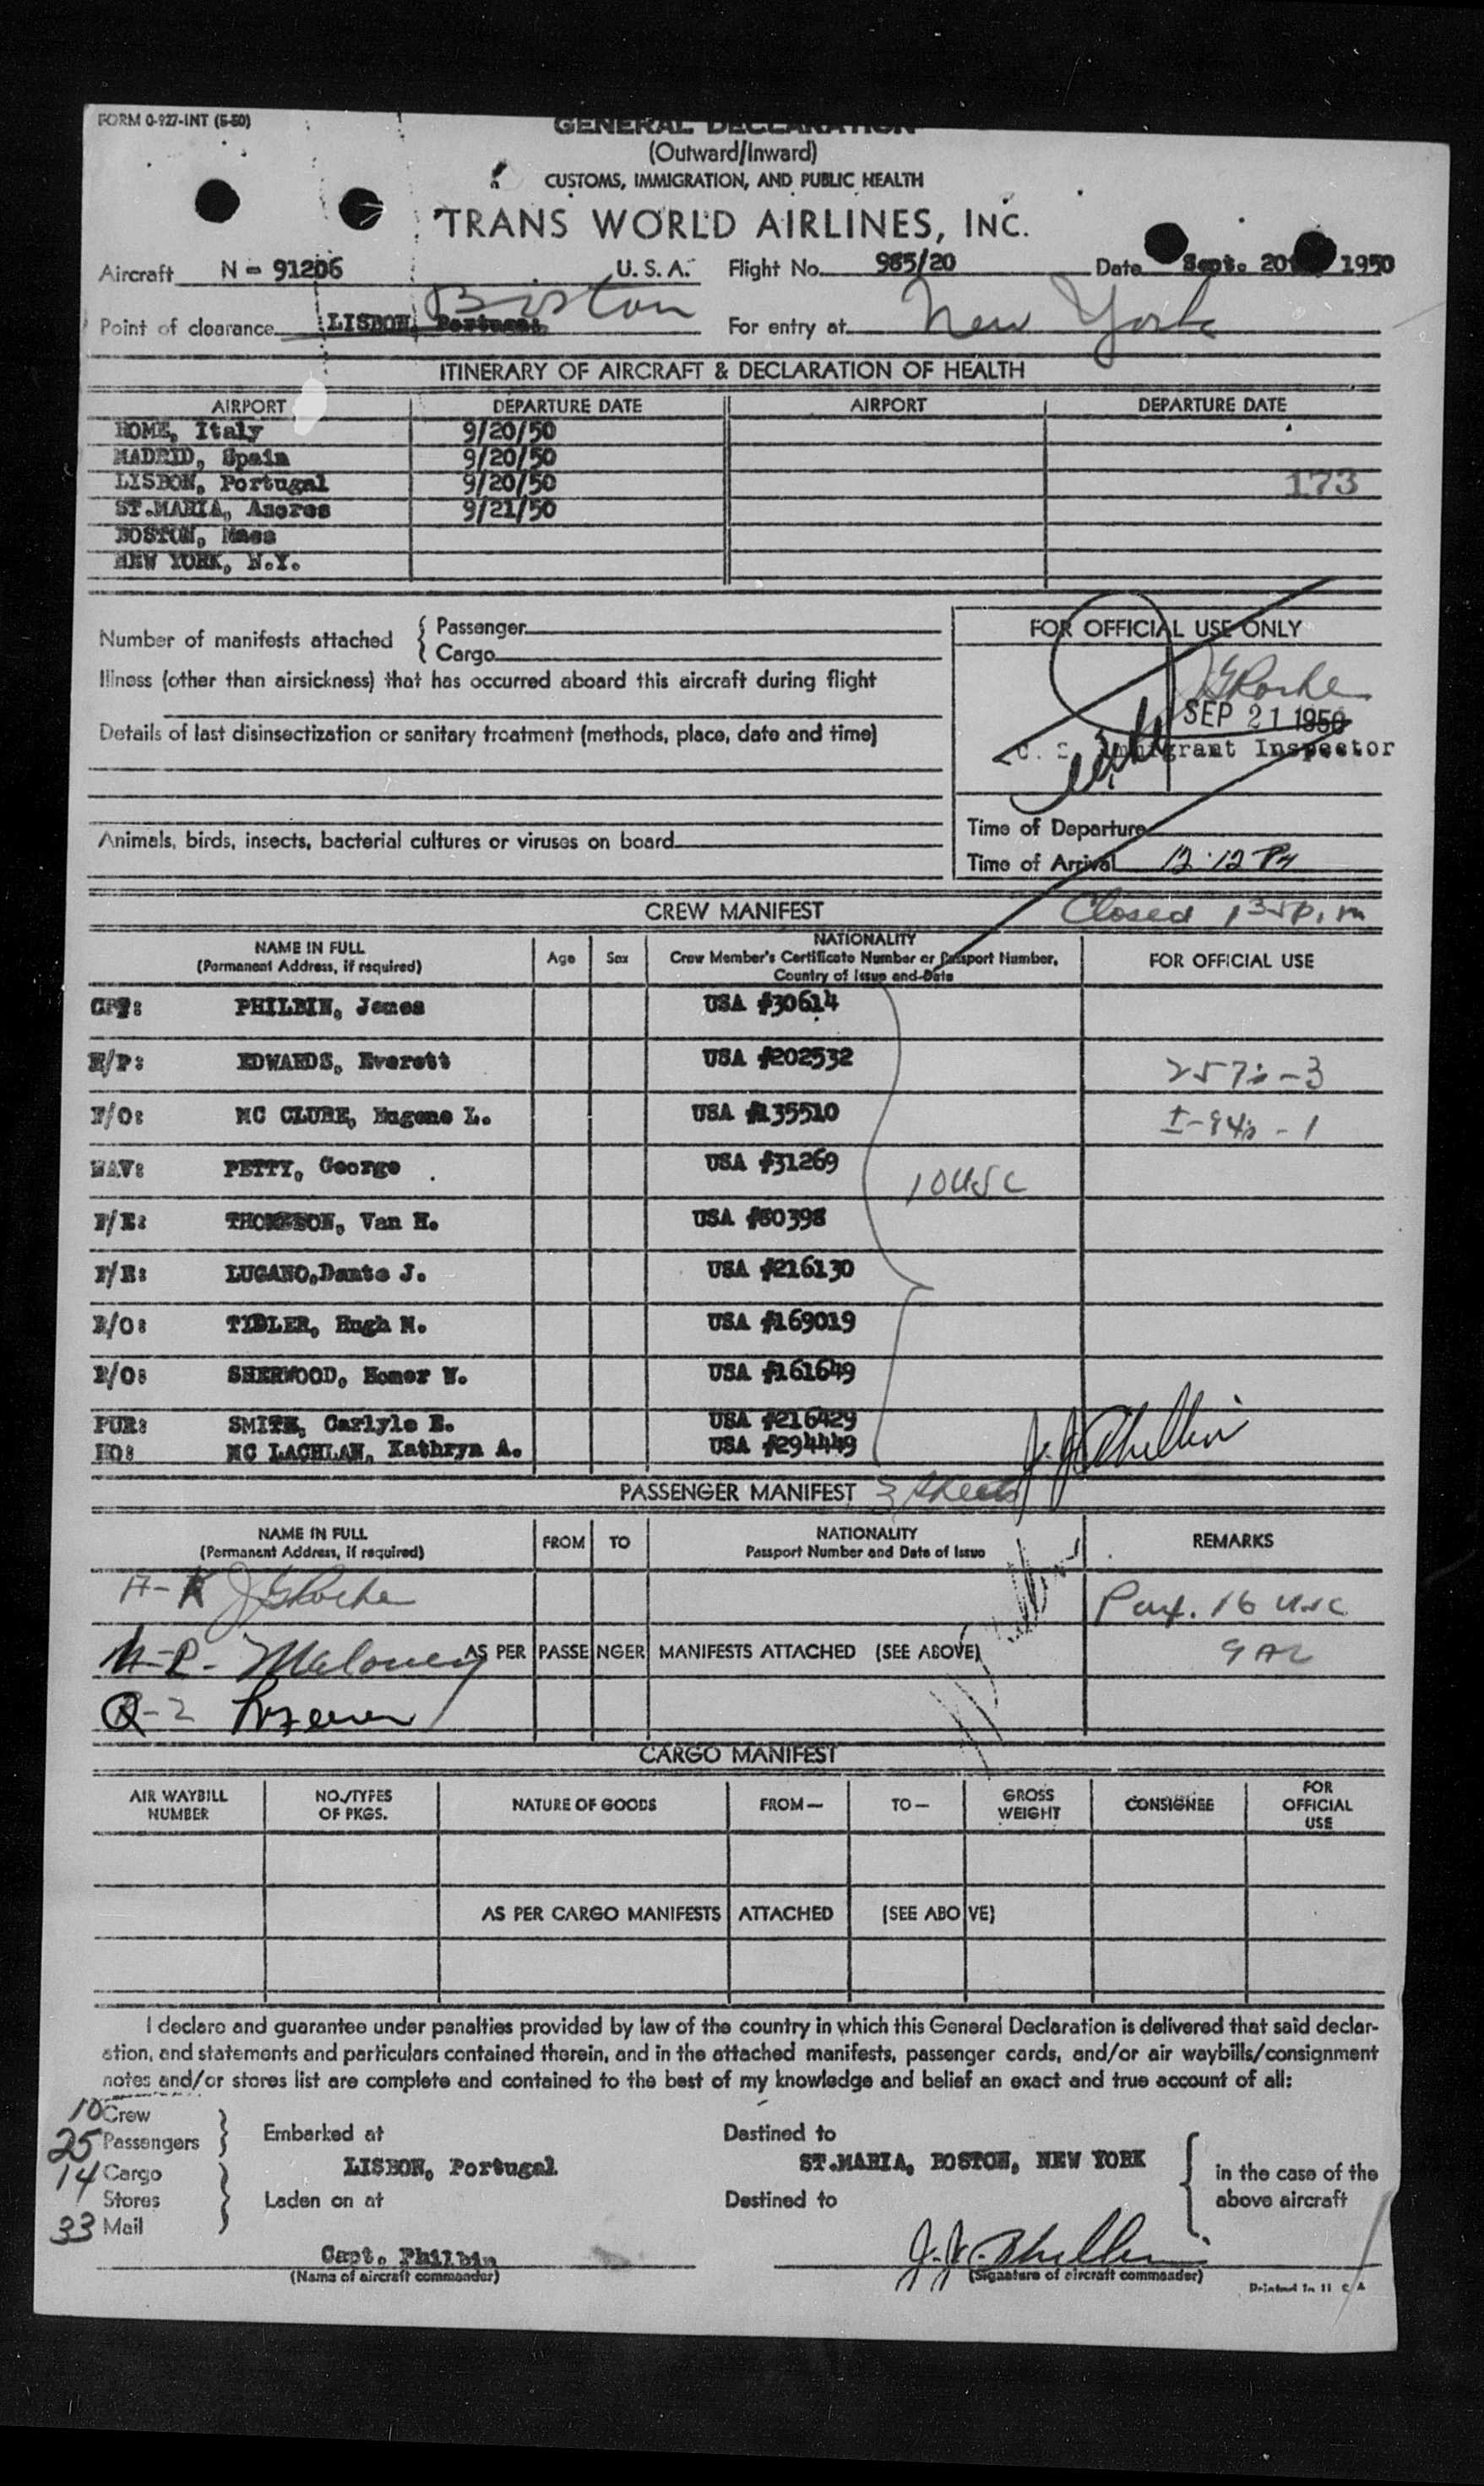 FORM 0-927-INT (5-50)
GENERAL DECLARATION
(Outward/Inward)
CUSTOMS, IMMIGRATION, AND PUBLIC HEALTH
TRANS WORLD AIRLINES, INC.
Aircraft N - 91206 U. S. A. Flight No. 965/20 Date Sept. 20th, 1950
Boston
Point of clearance LISBON, Portugal For entry at New York
ITINERARY OF AIRCRAFT & DECLARATION OF HEALTH
AIRPORT DEPARTURE DATE AIRPORT DEPARTURE DATE
ROME, Italy 9/20/50
MADRID, Spain 9/20/50
LISBON, Portugal 9/20/50 173
ST.MARIA, Azores 9/21/50
BOSTON, Mass
NEW YORK, N.Y.
Number of manifests attached { Passenger
Cargo
FOR OFFICIAL USE ONLY
Illness (other than airsickness) that has occurred aboard this aircraft during flight
J G Roche
SEP 21 1950
Details of last disinsectization or sanitary treatment (methods, place, date and time)
U. S. Immigrant Inspector
Time of Departure
Animals, birds, insects, bacterial cultures or viruses on board
Time of Arrival 12:12 PM
CREW MANIFEST Closed 1 35 p.m
NAME IN FULL
(Permanent Address, if required) Age Sex NATIONALITY
Crew Member's Certificate Number or Passport Number,
Country of Issue and Date FOR OFFICIAL USE
CPT: PHILBIN, James USA #30614
E/P: EDWARDS, Everett USA #202532
F/O: MC CLURE, Eugene L. USA #135510
NAV: PETTY, George USA #31269
10 USC
F/E: THOMPSON, Van H. USA #80398
F/E: LUGANO,Dante J. USA #216130
R/O: TIDLER, Hugh M. USA #169019
R/O: SHERWOOD, Homer W. USA #161649
PUR: SMITH, Carlyle E. USA #216429
HO: MC LACHLAN, Kathryn A. USA #294449
J. J. Philbin
PASSENGER MANIFEST 3 sheets
NAME IN FULL
(Permanent Address, if required) FROM TO NATIONALITY
Passport Number and Date of Issue REMARKS
A-K J G Roche 16 USC
Maloney AS PER PASSENGER MANIFESTS ATTACHED (SEE ABOVE)
CARGO MANIFEST
AIR WAYBILL NUMBER NO./TYPES OF PKGS. NATURE OF GOODS FROM— TO— GROSS WEIGHT CONSIGNEE FOR OFFICIAL USE
AS PER CARGO MANIFESTS ATTACHED (SEE ABOVE)
I declare and guarantee under penalties provided by law of the country in which this General Declaration is delivered that said declar-
ation, and statements and particulars contained therein, and in the attached manifests, passenger cards, and/or air waybills/consignment
notes and/or stores list are complete and contained to the best of my knowledge and belief an exact and true account of all:
10 Crew
25 Passengers } Embarked at Destined to
LISBON, Portugal ST.MARIA, BOSTON, NEW YORK
14 Cargo
Stores } Laden on at Destined to
33 Mail
in the case of the
above aircraft
Capt. Philbin J. J. Philbin
(Name of aircraft commander) (Signature of aircraft commander)
Printed in U S A